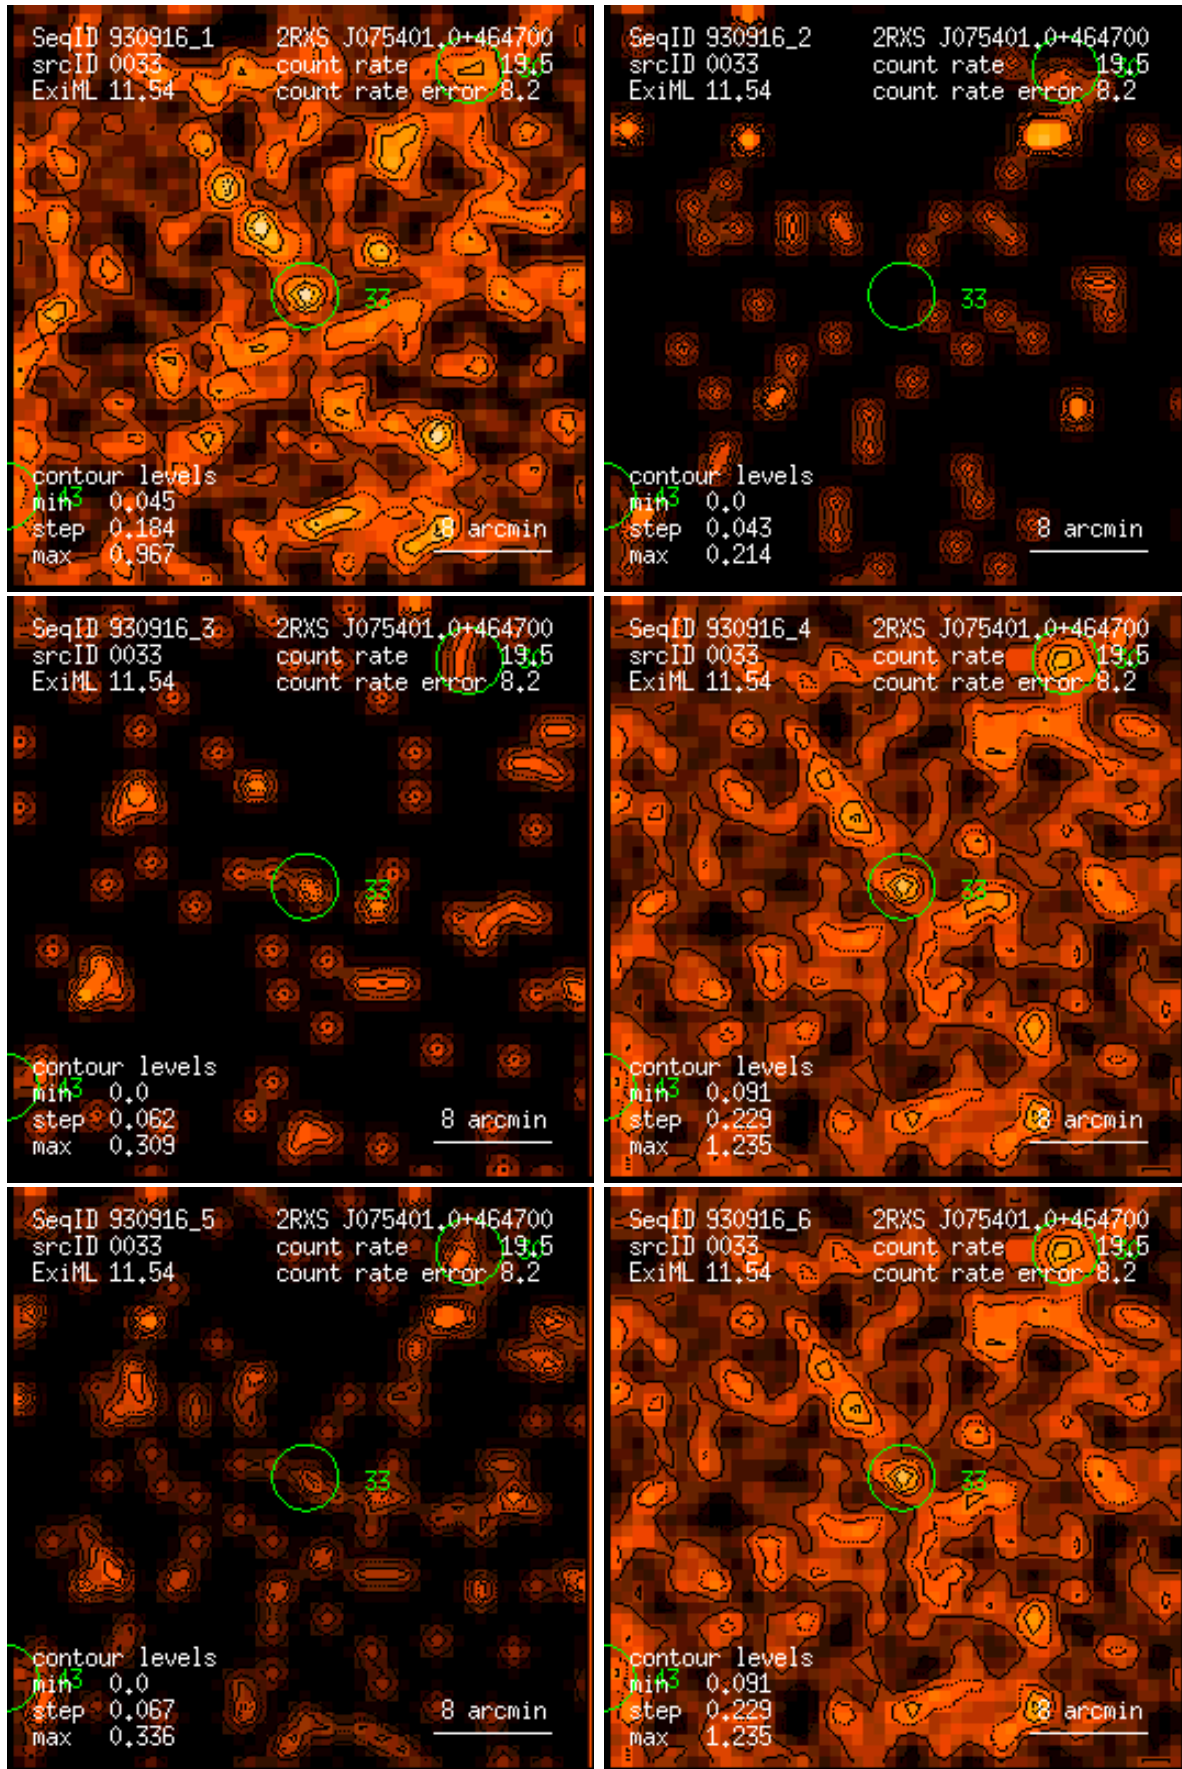 SeqID 930916_1 2RXS J075401.0+464700
srcID 0033 count rate 19.5
ExiML 11.54 count rate error 8.2
33
contour levels
43
min 0.045
step 0.184 8 arcmin
max 0.967
SeqID 930916_2 2RXS J075401.0+464700
srcID 0033 count rate 19.5
ExiML 11.54 count rate error 8.2
33
contour levels
43
min 0.0
step 0.043 8 arcmin
max 0.214
SeqID 930916_3 2RXS J075401.0+464700
srcID 0033 count rate 19.5
ExiML 11.54 count rate error 8.2
33
contour levels
43
min 0.0
step 0.062 8 arcmin
max 0.309
SeqID 930916_4 2RXS J075401.0+464700
srcID 0033 count rate 19.5
ExiML 11.54 count rate error 8.2
33
contour levels
43
min 0.091
step 0.229 8 arcmin
max 1.235
SeqID 930916_5 2RXS J075401.0+464700
srcID 0033 count rate 19.5
ExiML 11.54 count rate error 8.2
33
contour levels
43
min 0.0
step 0.067 8 arcmin
max 0.336
SeqID 930916_6 2RXS J075401.0+464700
srcID 0033 count rate 19.5
ExiML 11.54 count rate error 8.2
33
contour levels
43
min 0.091
step 0.229 8 arcmin
max 1.235